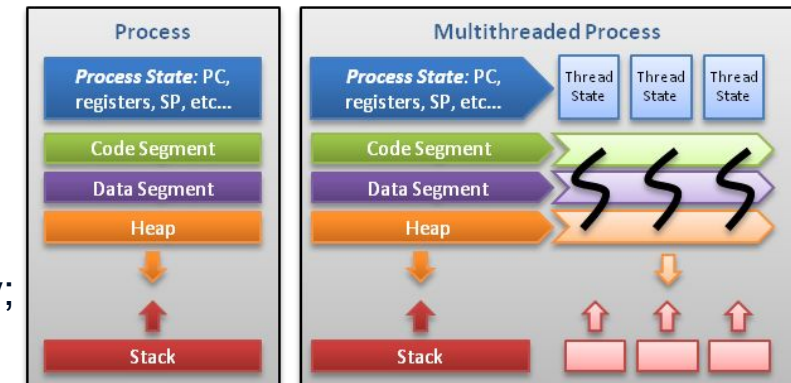 Process
Process State: PC,
registers, SP, etc...
Code Segment
Data Segment
Heap
Stack
Multithreaded Process
Process State: PC,
registers, SP, etc...
Thread
State
Thread
State
Thread
State
Code Segment
Data Segment
Heap
Stack